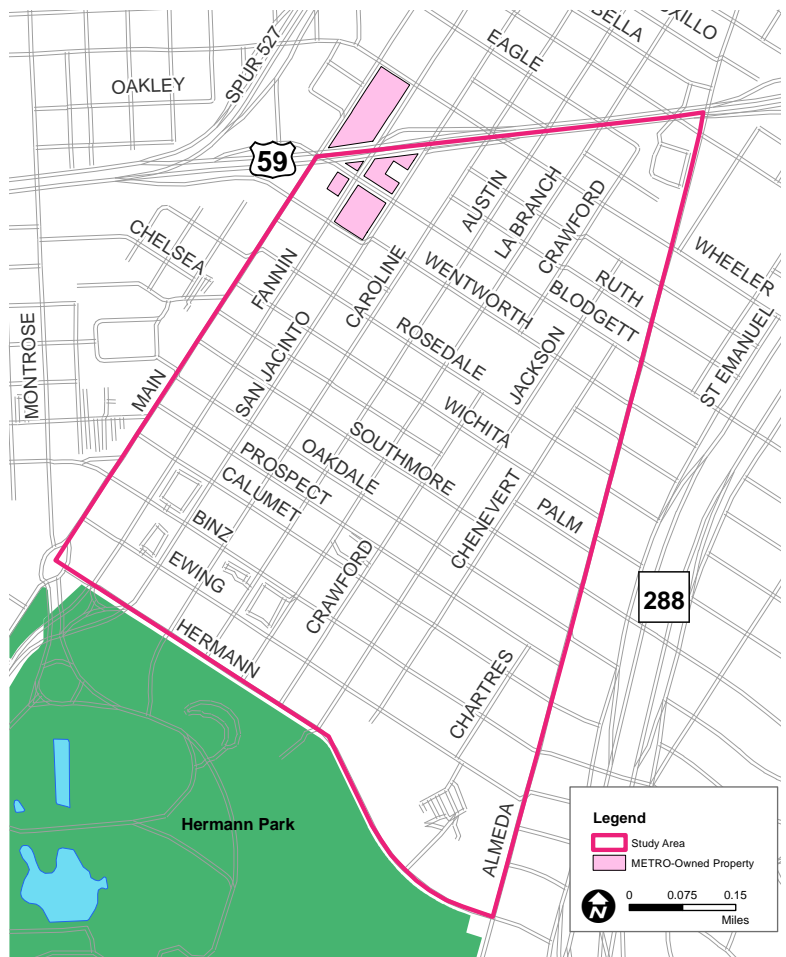 BELLA
EAGLE
SPUR 527
OAKLEY
59
AUSTIN
LA BRANCH
CRAWFORD
CHELSEA
WHEELER
RUTH
BLODGETT
WENTWORTH
FANNIN
CAROLINE
ST EMANUEL
MONTROSE
SAN JACINTO
ROSEDALE
JACKSON
MAIN
WICHITA
SOUTHMORE
OAKDALE
PROSPECT
CALUMET
PALM
CHENEVERT
BINZ
EWING
CRAWFORD
288
HERMANN
CHARTRES
Hermann Park
ALMEDA
Legend
Study Area
METRO-Owned Property
N
0 0.075 0.15
Miles